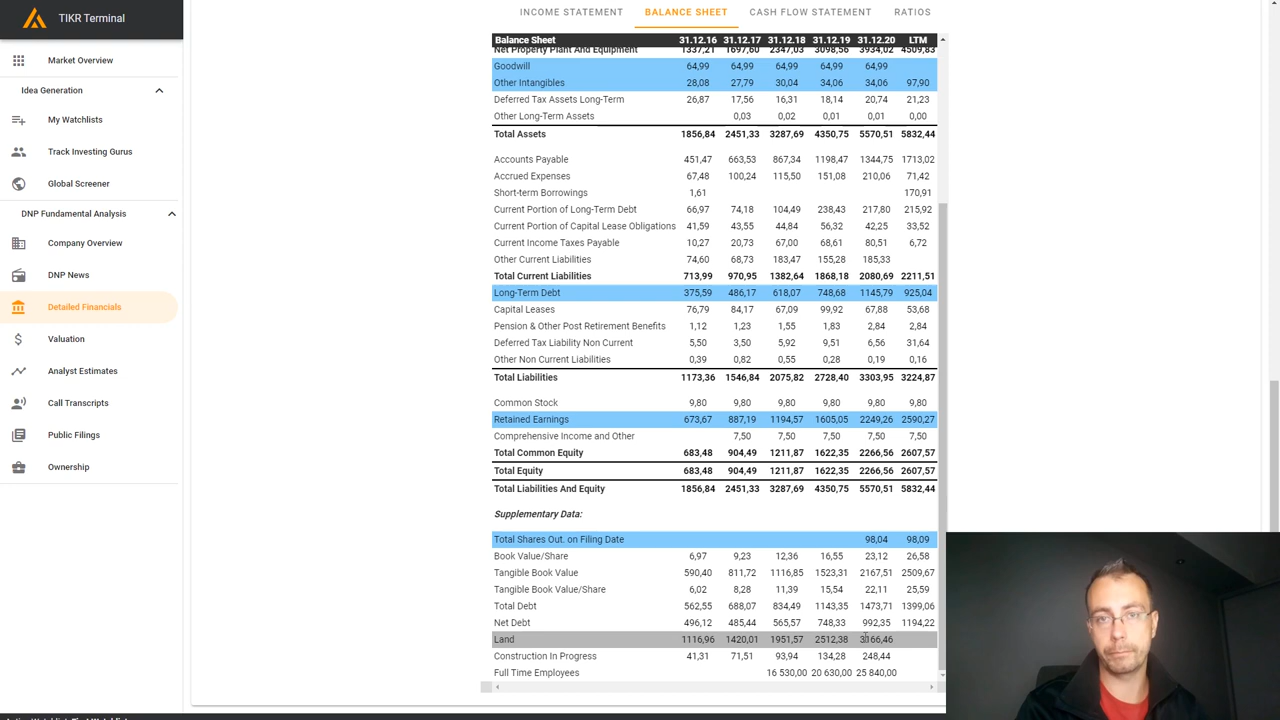 TIKR Terminal
Market Overview
Idea Generation
My Watchlists
Track Investing Gurus
Global Screener
DNP Fundamental Analysis
Company Overview
DNP News
Detailed Financials
Valuation
Analyst Estimates
Call Transcripts
Public Filings
Ownership
INCOME STATEMENT BALANCE SHEET CASH FLOW STATEMENT RATIOS
Balance Sheet 31.12.16 31.12.17 31.12.18 31.12.19 31.12.20 LTM
Net Property Plant And Equipment 1337,21 1697,60 2347,03 3098,56 3934,02 4509,83
Goodwill 64,99 64,99 64,99 64,99 64,99
Other Intangibles 28,08 27,79 30,04 34,06 34,06 97,90
Deferred Tax Assets Long-Term 26,87 17,56 16,31 18,14 20,74 21,23
Other Long-Term Assets 0,03 0,02 0,01 0,01 0,00
Total Assets 1856,84 2451,33 3287,69 4350,75 5570,51 5832,44
Accounts Payable 451,47 663,53 867,34 1198,47 1344,75 1713,02
Accrued Expenses 67,48 100,24 115,50 151,08 210,06 71,42
Short-term Borrowings 1,61 170,91
Current Portion of Long-Term Debt 66,97 74,18 104,49 238,43 217,80 215,92
Current Portion of Capital Lease Obligations 41,59 43,55 44,84 56,32 42,25 33,52
Current Income Taxes Payable 10,27 20,73 67,00 68,61 80,51 6,72
Other Current Liabilities 74,60 68,73 183,47 155,28 185,33
Total Current Liabilities 713,99 970,95 1382,64 1868,18 2080,69 2211,51
Long-Term Debt 375,59 486,17 618,07 748,68 1145,79 925,04
Capital Leases 76,79 84,17 67,09 99,92 67,88 53,68
Pension & Other Post Retirement Benefits 1,12 1,23 1,55 1,83 2,84 2,84
Deferred Tax Liability Non Current 5,50 3,50 5,92 9,51 6,56 31,64
Other Non Current Liabilities 0,39 0,82 0,55 0,28 0,19 0,16
Total Liabilities 1173,36 1546,84 2075,82 2728,40 3303,95 3224,87
Common Stock 9,80 9,80 9,80 9,80 9,80 9,80
Retained Earnings 673,67 887,19 1194,57 1605,05 2249,26 2590,27
Comprehensive Income and Other 7,50 7,50 7,50 7,50 7,50
Total Common Equity 683,48 904,49 1211,87 1622,35 2266,56 2607,57
Total Equity 683,48 904,49 1211,87 1622,35 2266,56 2607,57
Total Liabilities And Equity 1856,84 2451,33 3287,69 4350,75 5570,51 5832,44
Supplementary Data:
Total Shares Out. on Filing Date 98,04 98,09
Book Value/Share 6,97 9,23 12,36 16,55 23,12 26,58
Tangible Book Value 590,40 811,72 1116,85 1523,31 2167,51 2509,67
Tangible Book Value/Share 6,02 8,28 11,39 15,54 22,11 25,59
Total Debt 562,55 688,07 834,49 1143,35 1473,71 1399,06
Net Debt 496,12 485,44 565,57 748,33 992,35 1194,22
Land 1116,96 1420,01 1951,57 2512,38 3166,46
Construction In Progress 41,31 71,51 93,94 134,28 248,44
Full Time Employees 16 530,00 20 630,00 25 840,00